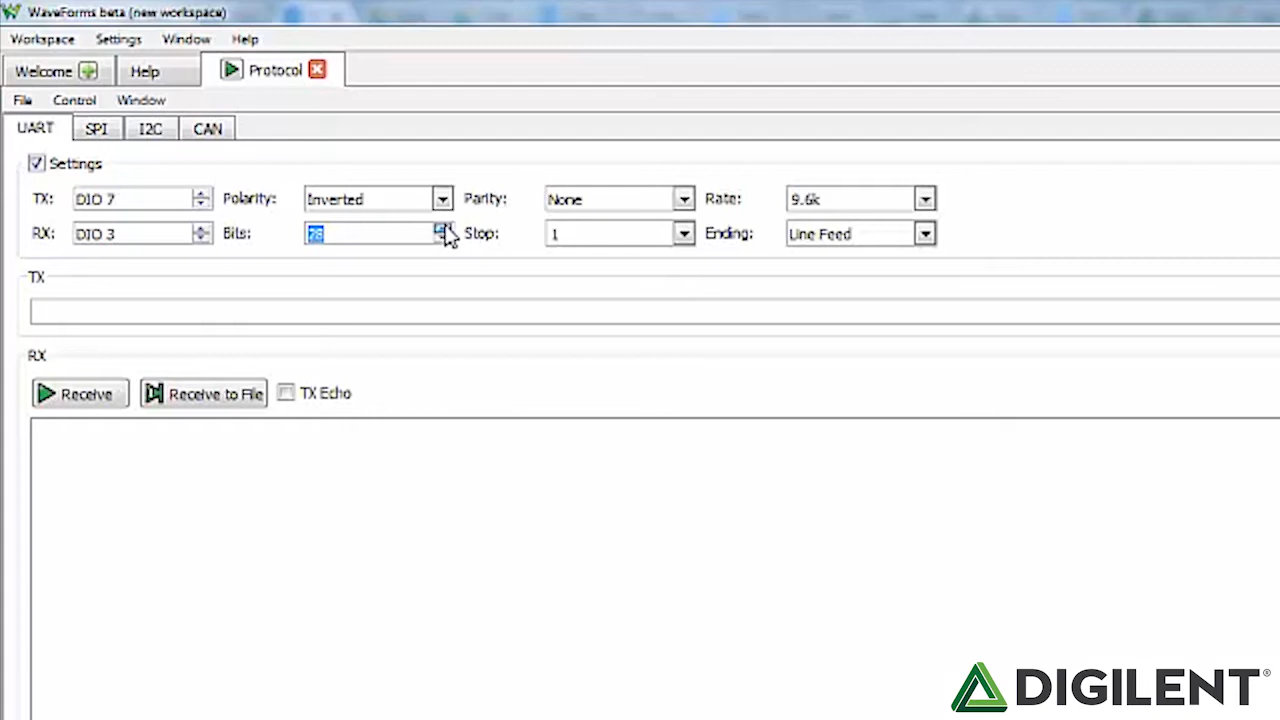 WaveForms beta (new workspace)
Workspace Settings Window Help
Welcome Help Protocol
File Control Window
UART SPI I2C CAN
Settings
TX: DIO 7 Polarity: Inverted Parity: None Rate: 9.6k
RX: DIO 3 Bits: Stop: 1 Ending: Line Feed
TX
RX
Receive Receive to File TX Echo
DIGILENT®